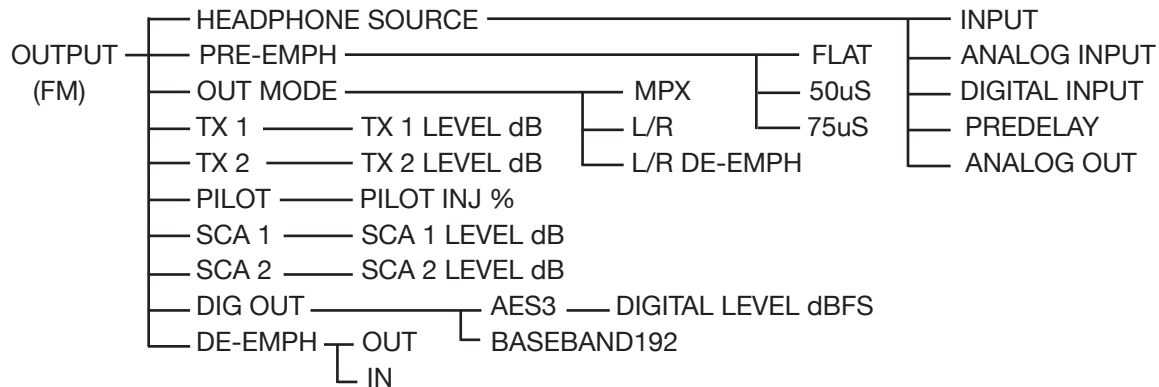 HEADPHONE SOURCE INPUT
OUTPUT PRE-EMPH FLAT ANALOG INPUT
(FM) OUT MODE MPX 50uS DIGITAL INPUT
TX 1 TX 1 LEVEL dB L/R 75uS PREDELAY
TX 2 TX 2 LEVEL dB L/R DE-EMPH ANALOG OUT
PILOT PILOT INJ %
SCA 1 SCA 1 LEVEL dB
SCA 2 SCA 2 LEVEL dB
DIG OUT AES3 DIGITAL LEVEL dBFS
DE-EMPH OUT BASEBAND192
IN